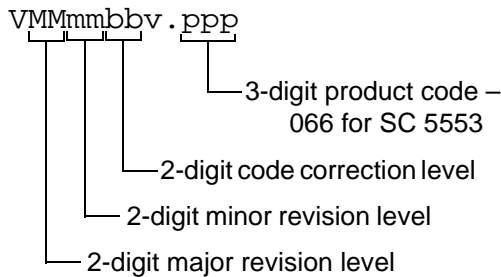 VMMmmbbv.ppp
3-digit product code –
066 for SC 5553
2-digit code correction level
2-digit minor revision level
2-digit major revision level